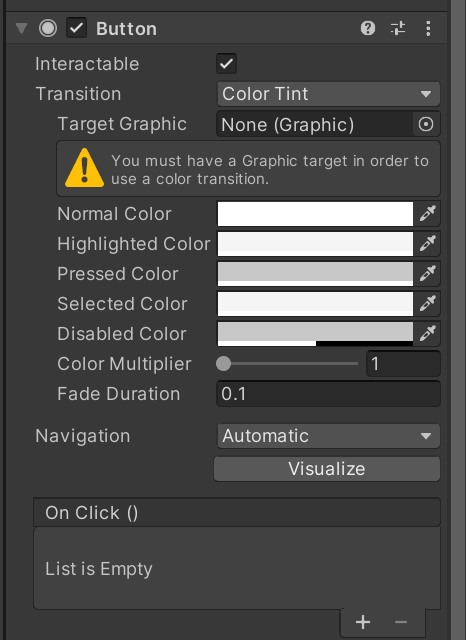 Button
Interactable
Transition Color Tint
Target Graphic None (Graphic)
You must have a Graphic target in order to
use a color transition.
Normal Color
Highlighted Color
Pressed Color
Selected Color
Disabled Color
Color Multiplier 1
Fade Duration 0.1
Navigation Automatic
Visualize
On Click ()
List is Empty